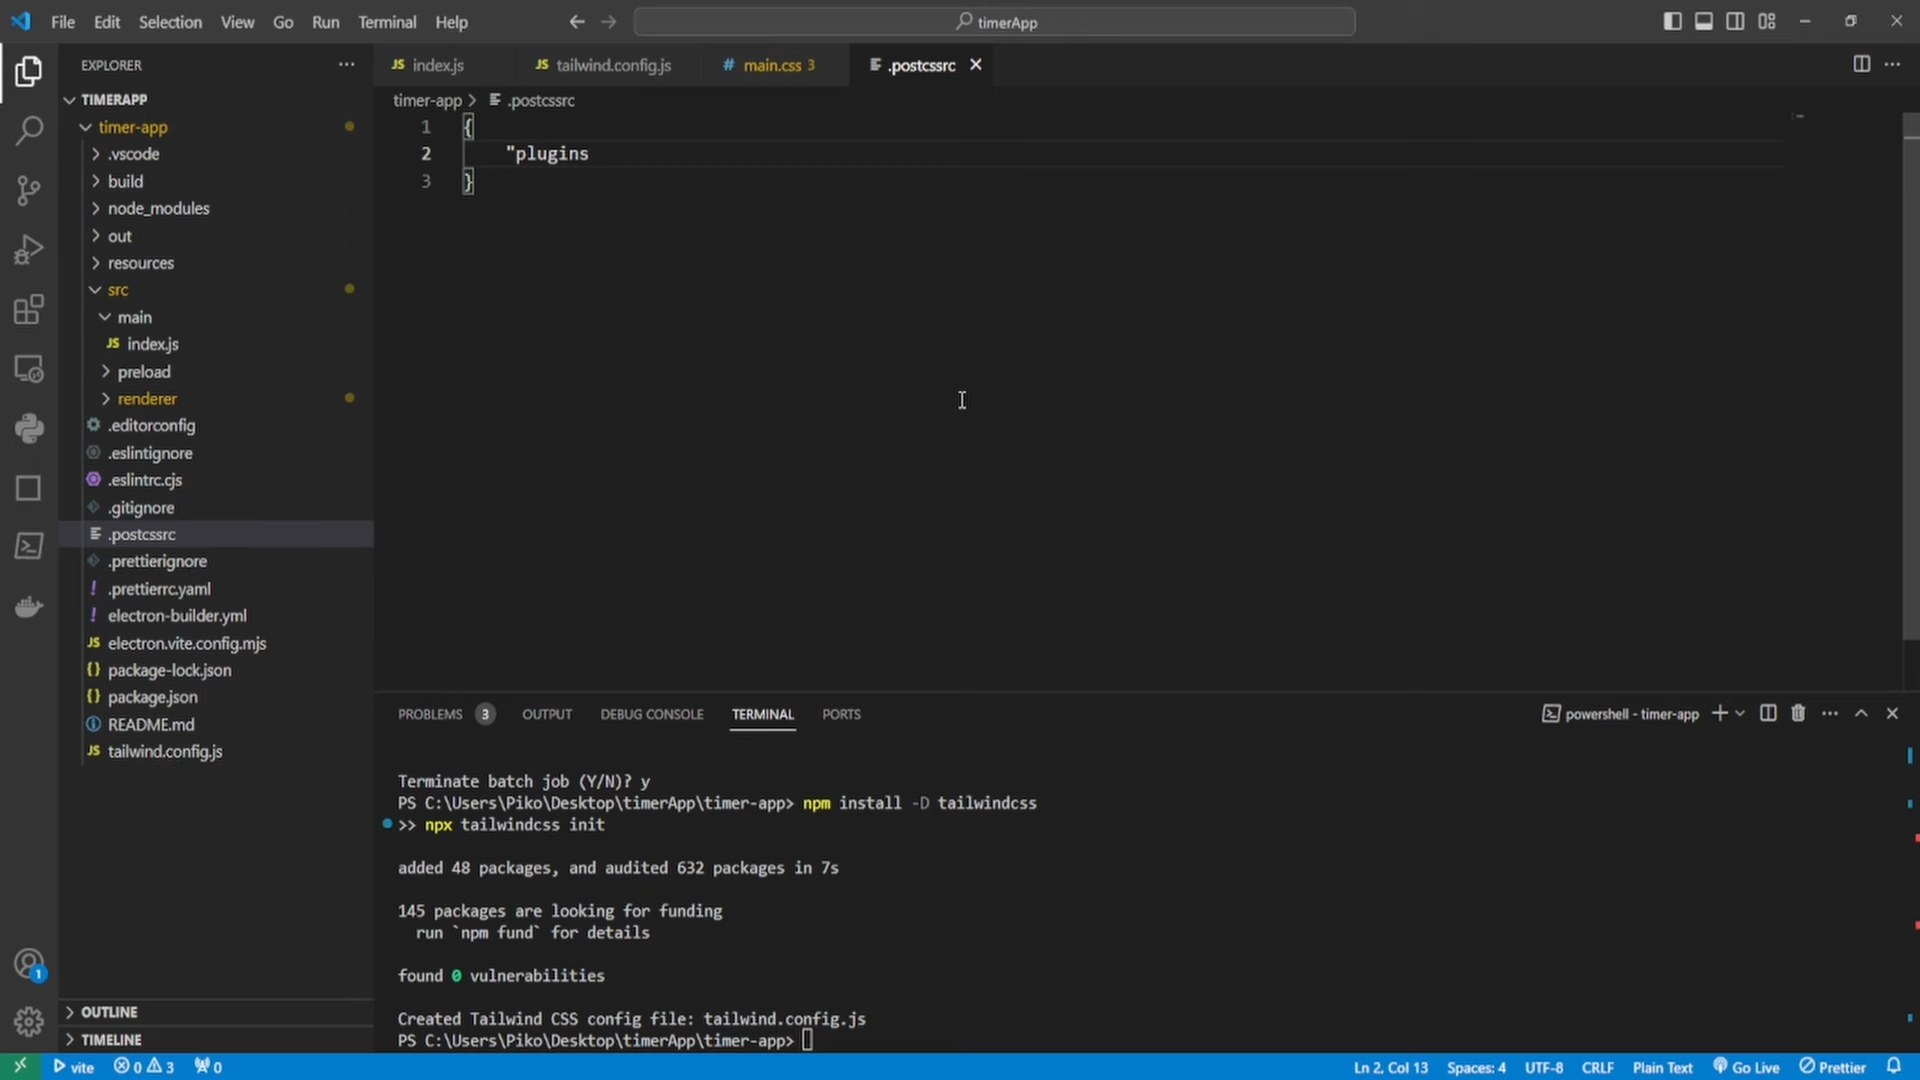 File Edit Selection View Go Run Terminal Help
timerApp
EXPLORER
TIMERAPP
timer-app
.vscode
build
node_modules
out
resources
src
main
JS index.js
preload
renderer
.editorconfig
.eslintignore
.eslintrc.cjs
.gitignore
.postcssrc
.prettierignore
! .prettierrc.yaml
! electron-builder.yml
JS electron.vite.config.mjs
{} package-lock.json
{} package.json
README.md
JS tailwind.config.js
OUTLINE
TIMELINE
JS index.js
JS tailwind.config.js
# main.css 3
.postcssrc
timer-app > .postcssrc
1 {
2 "plugins
3 }
PROBLEMS 3 OUTPUT DEBUG CONSOLE TERMINAL PORTS
powershell - timer-app
Terminate batch job (Y/N)? y
PS C:\Users\Piko\Desktop\timerApp\timer-app> npm install -D tailwindcss
>> npx tailwindcss init
added 48 packages, and audited 632 packages in 7s
145 packages are looking for funding
run `npm fund` for details
found 0 vulnerabilities
Created Tailwind CSS config file: tailwind.config.js
PS C:\Users\Piko\Desktop\timerApp\timer-app>
1
vite 0 3 0
Ln 2, Col 13 Spaces: 4 UTF-8 CRLF Plain Text Go Live Prettier